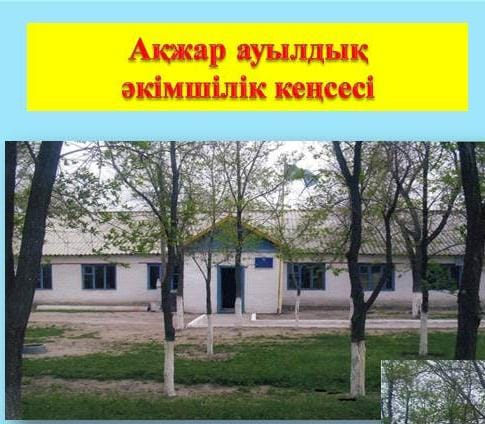 Ақжар ауылдық
әкімшілік кеңсесі